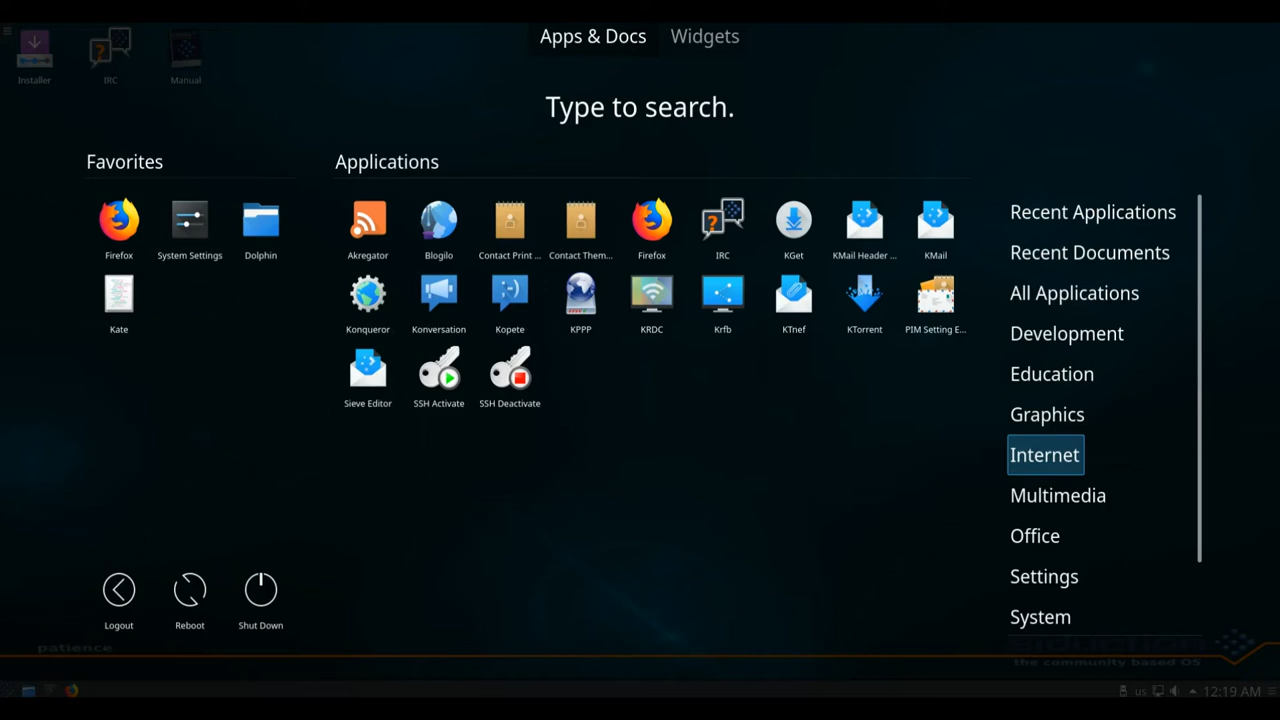 Apps & Docs Widgets
Installer IRC Manual
Type to search.
Favorites
Firefox System Settings Dolphin
Kate
Applications
Akregator Blogilo Contact Print ... Contact Them... Firefox IRC KGet KMail Header ... KMail
Konqueror Konversation Kopete KPPP KRDC Krfb KTnef KTorrent PIM Setting E...
Sieve Editor SSH Activate SSH Deactivate
Recent Applications
Recent Documents
All Applications
Development
Education
Graphics
Internet
Multimedia
Office
Settings
System
Logout Reboot Shut Down
patience
the community based OS
us 12:19 AM